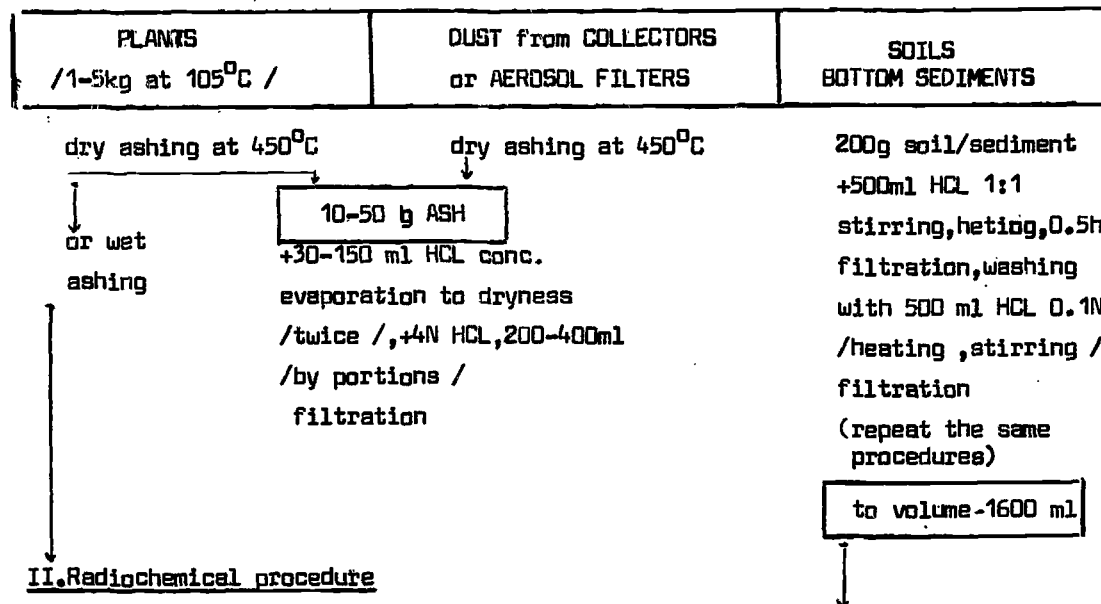 PLANTS
/1-5kg at 105°C /
DUST from COLLECTORS
or AEROSOL FILTERS
SOILS
BOTTOM SEDIMENTS
dry ashing at 450°C
or wet
ashing
dry ashing at 450°C
10-50 g ASH
+30-150 ml HCL conc.
evaporation to dryness
/twice /,+4N HCL,200-400ml
/by portions /
filtration
200g soil/sediment
+500ml HCL 1:1
stirring,heting,0.5h
filtration,washing
with 500 ml HCL 0.1N
/heating ,stirring /
filtration
(repeat the same
procedures)
to volume-1600 ml
II.Radiochemical procedure